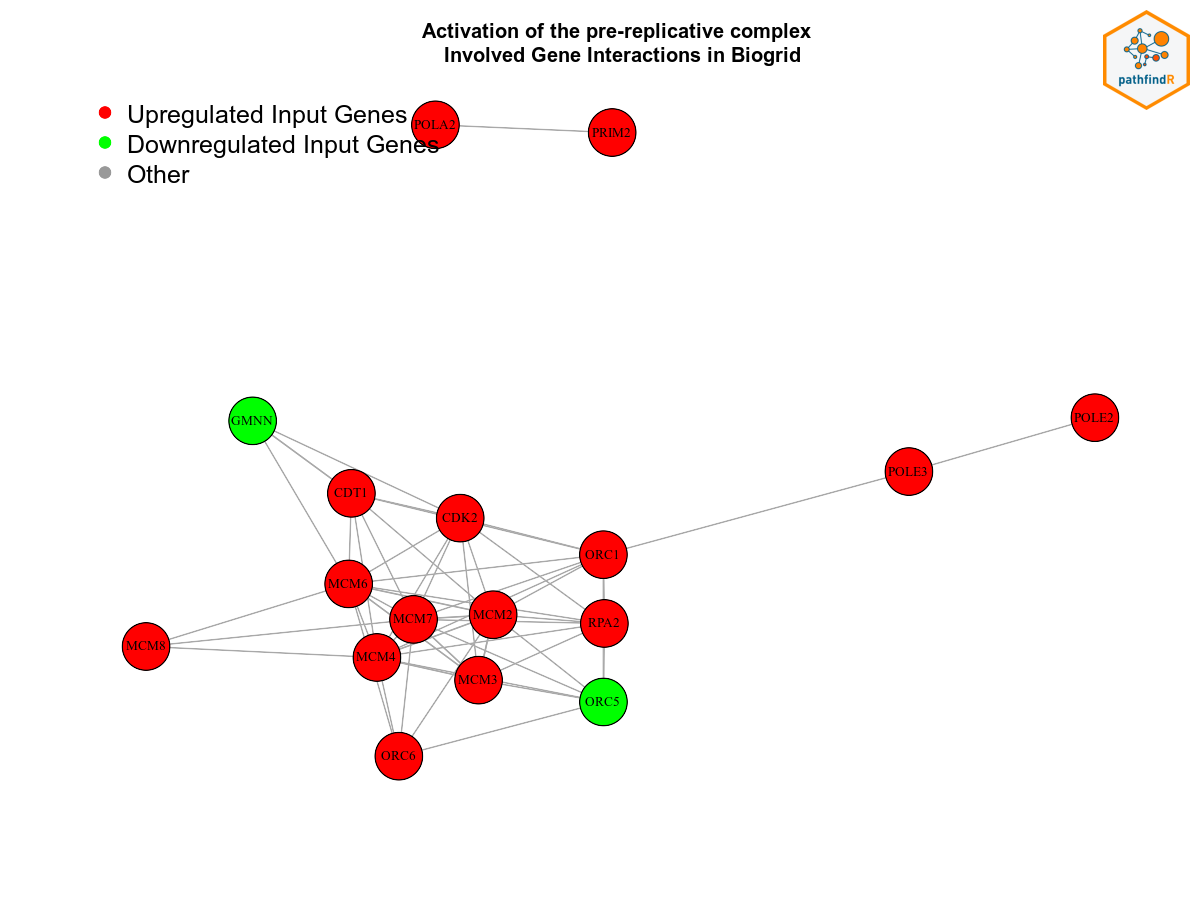 Activation of the pre-replicative complex
Involved Gene Interactions in Biogrid
pathfindR
Upregulated Input Genes
Downregulated Input Genes
Other
POLA2
PRIM2
GMNN
POLE2
POLE3
CDT1
CDK2
ORC1
MCM6
MCM7
MCM2
RPA2
MCM8
MCM4
MCM3
ORC5
ORC6